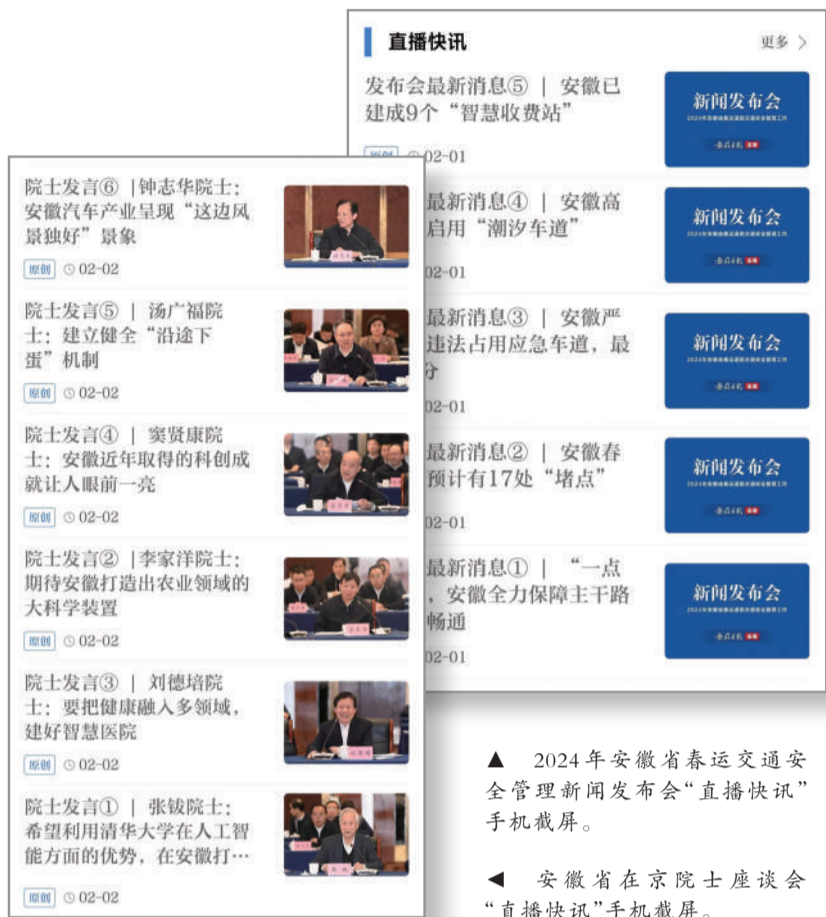 直播快讯
更多 >
发布会最新消息⑤ | 安徽已
建成9个“智慧收费站”
02-01
新闻发布会
最新消息④ | 安徽高
启用“潮汐车道”
02-01
新闻发布会
最新消息③ | 安徽严
违法占用应急车道，最
分
02-01
新闻发布会
最新消息② | 安徽春
预计有17处“堵点”
02-01
新闻发布会
最新消息① | “一点
，安徽全力保障主干路
畅通
02-01
新闻发布会
院士发言⑥ |钟志华院士：
安徽汽车产业呈现“这边风
景独好”景象
原创 02-02
院士发言⑤ | 汤广福院
士：建立健全“沿途下
蛋”机制
原创 02-02
院士发言④ | 窦贤康院
士：安徽近年取得的科创成
就让人眼前一亮
原创 02-02
院士发言② |李家洋院士：
期待安徽打造出农业领域的
大科学装置
原创 02-02
院士发言③ | 刘德培院
士：要把健康融入多领域，
建好智慧医院
原创 02-02
院士发言① | 张钹院士：
希望利用清华大学在人工智
能方面的优势，在安徽打…
原创 02-02
▲ 2024年安徽省春运交通安
全管理新闻发布会“直播快讯”
手机截屏。
◀ 安徽省在京院士座谈会
“直播快讯”手机截屏。